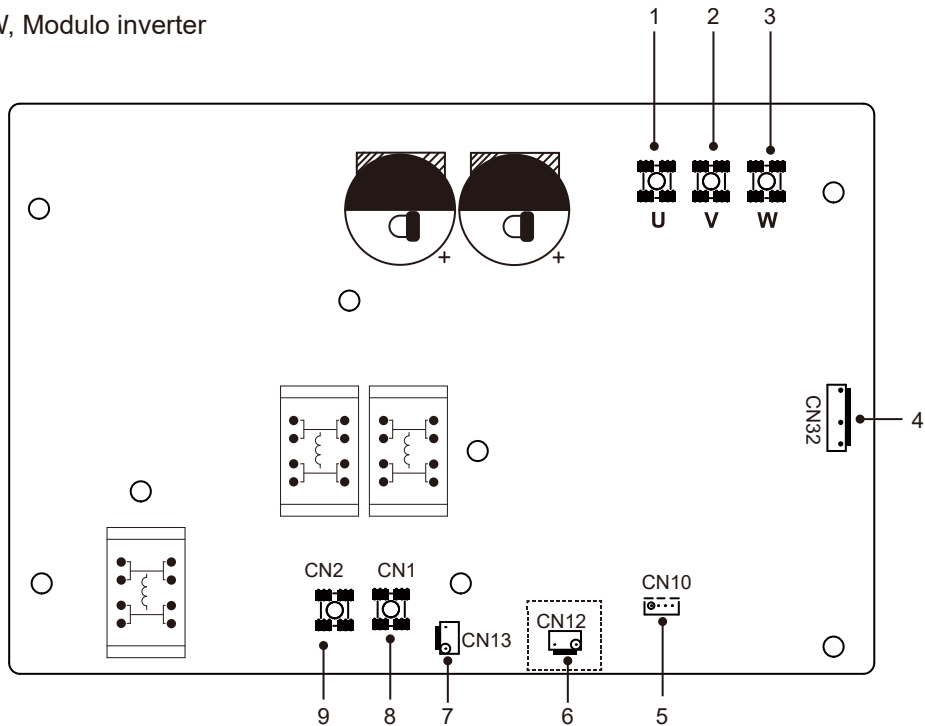 1 2 3
, Modulo inverter
U V W
+ +
CN32
4
CN2 CN1
CN10
CN12
CN13
9 8 7 6 5